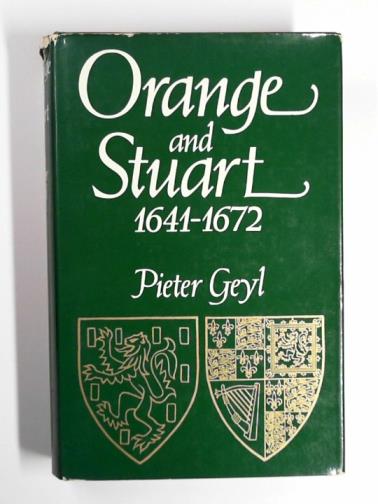 Orange
and
Stuart
1641-1672
Pieter Geyl